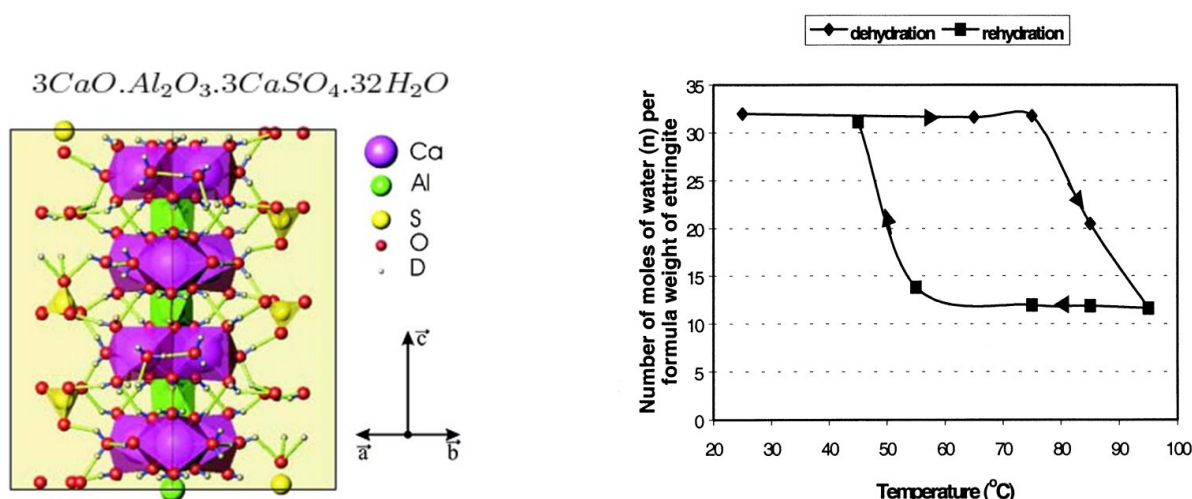 3CaO.Al₂O₃.3CaSO₄.32H₂O
Ca
Al
S
O
D
c
a
b
dehydration
rehydration
Number of moles of water (n) per
formula weight of ettringite
35
30
25
20
15
10
5
0
20 30 40 50 60 70 80 90 100
Temperature (°C)